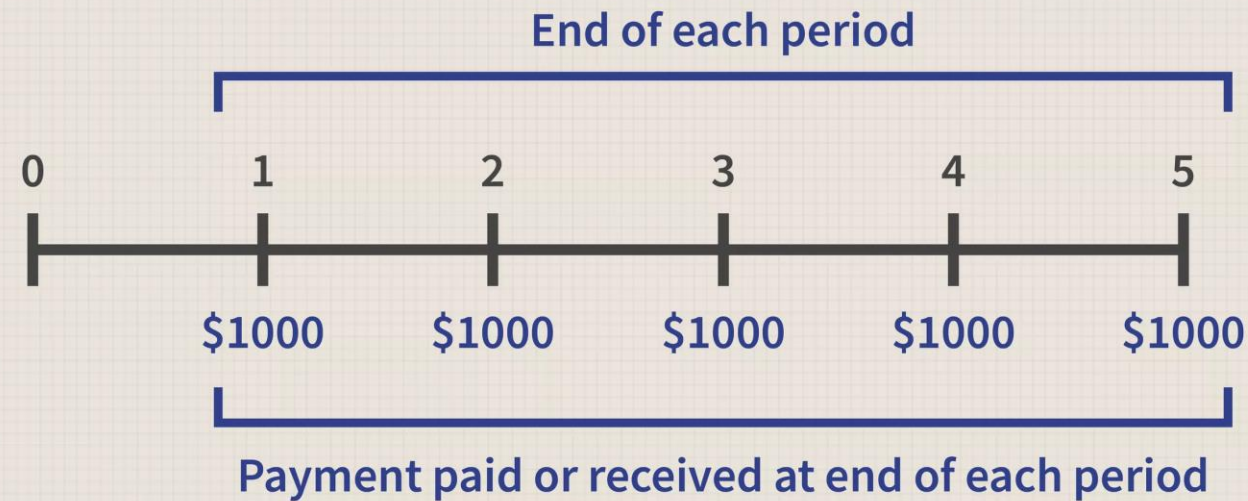 End of each period
0 1 2 3 4 5
$1000 $1000 $1000 $1000 $1000
Payment paid or received at end of each period